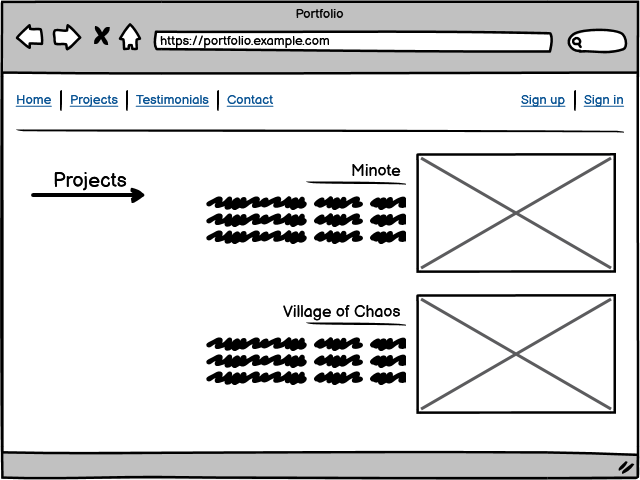 Portfolio
https://portfolio.example.com
Home Projects Testimonials Contact Sign up Sign in
Projects
Minote
Village of Chaos